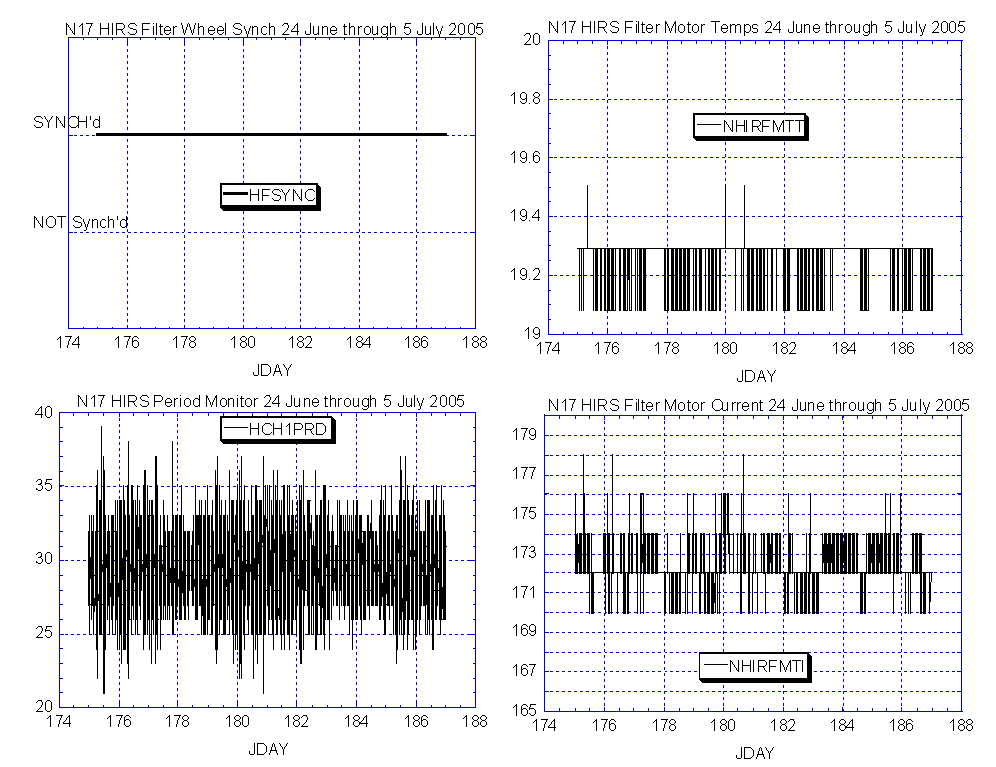 N17 HIRS Filter Wheel Synch 24 June through 5 July 2005
SYNCH'd
HFSYNC
NOT Synch'd
174 176 178 180 182 184 186 188
JDAY
N17 HIRS Filter Motor Temps 24 June through 5 July 2005
20
19.8
NHIRFMTT
19.6
19.4
19.2
19
174 176 178 180 182 184 186 188
JDAY
N17 HIRS Period Monitor 24 June through 5 July 2005
40
HCH1PRD
35
30
25
20
174 176 178 180 182 184 186 188
JDAY
N17 HIRS Filter Motor Current 24 June through 5 July 2005
179
177
175
173
171
169
167
NHIRFMTI
165
174 176 178 180 182 184 186 188
JDAY